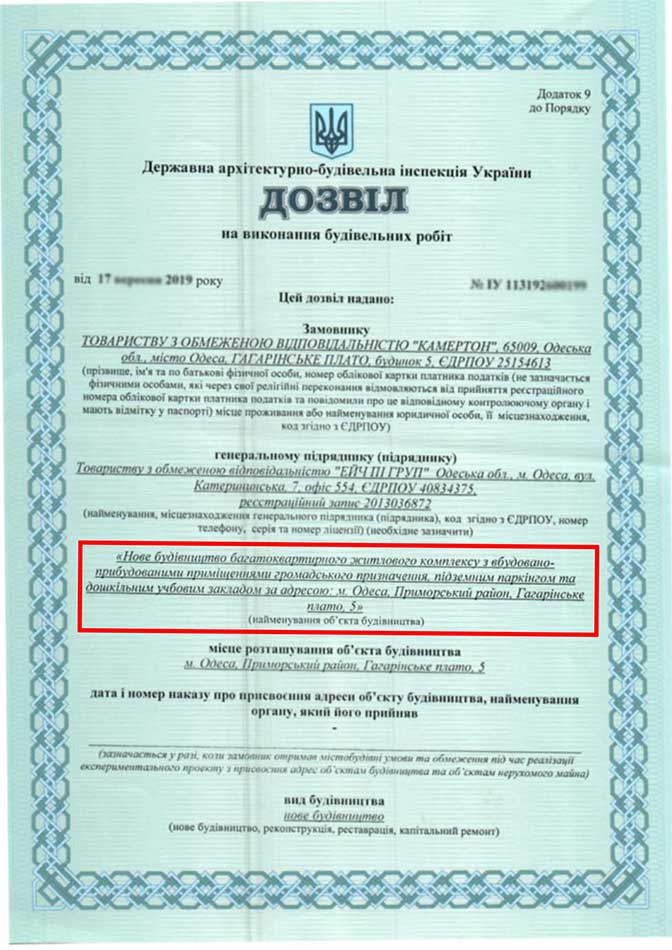 Додаток 9
до Порядку
Державна архітектурно-будівельна інспекція України
ДОЗВІЛ
на виконання будівельних робіт
від 17 вересня 2019 року № ІУ 113192600199
Цей дозвіл надано:
Замовнику
ТОВАРИСТВУ З ОБМЕЖЕНОЮ ВІДПОВІДАЛЬНІСТЮ "КАМЕРТОН", 65009, Одеська
обл., місто Одеса, ГАГАРІНСЬКЕ ПЛАТО, будинок 5, ЄДРПОУ 25154613
(прізвище, ім'я та по батькові фізичної особи, номер облікової картки платника податків (не зазначається
фізичними особами, які через свої релігійні переконання відмовляються від прийняття реєстраційного
номера облікової картки платника податків та повідомили про це відповідному контролюючому органу і
мають відмітку у паспорті) місце проживання або найменування юридичної особи, її місцезнаходження,
код згідно з ЄДРПОУ)
генеральному підряднику (підряднику)
Товариству з обмеженою відповідальністю "ЕЙЧ ПІ ГРУП" Одеська обл., м. Одеса, вул.
Катерининська, 7, офіс 554, ЄДРПОУ 40834375,
реєстраційний запис 2013036872
(найменування, місцезнаходження генерального підрядника (підрядника), код згідно з ЄДРПОУ, номер
телефону, серія та номер ліцензії) (необхідне зазначити)
«Нове будівництво багатоквартирного житлового комплексу з вбудовано-
прибудованими приміщеннями громадського призначення, підземним паркінгом та
дошкільним учбовим закладом за адресою: м. Одеса, Приморський район, Гагарінське
плато, 5»
(найменування об’єкта будівництва)
місце розташування об’єкта будівництва
м. Одеса, Приморський район, Гагарінське плато, 5
дата і номер наказу про присвоєння адреси об’єкту будівництва, найменування
органу, який його прийняв
-
(зазначається у разі, коли замовник отримав містобудівні умови та обмеження під час реалізації
експериментального проекту з присвоєння адрес об’єктам будівництва та об’єктам нерухомого майна)
вид будівництва
нове будівництво
(нове будівництво, реконструкція, реставрація, капітальний ремонт)